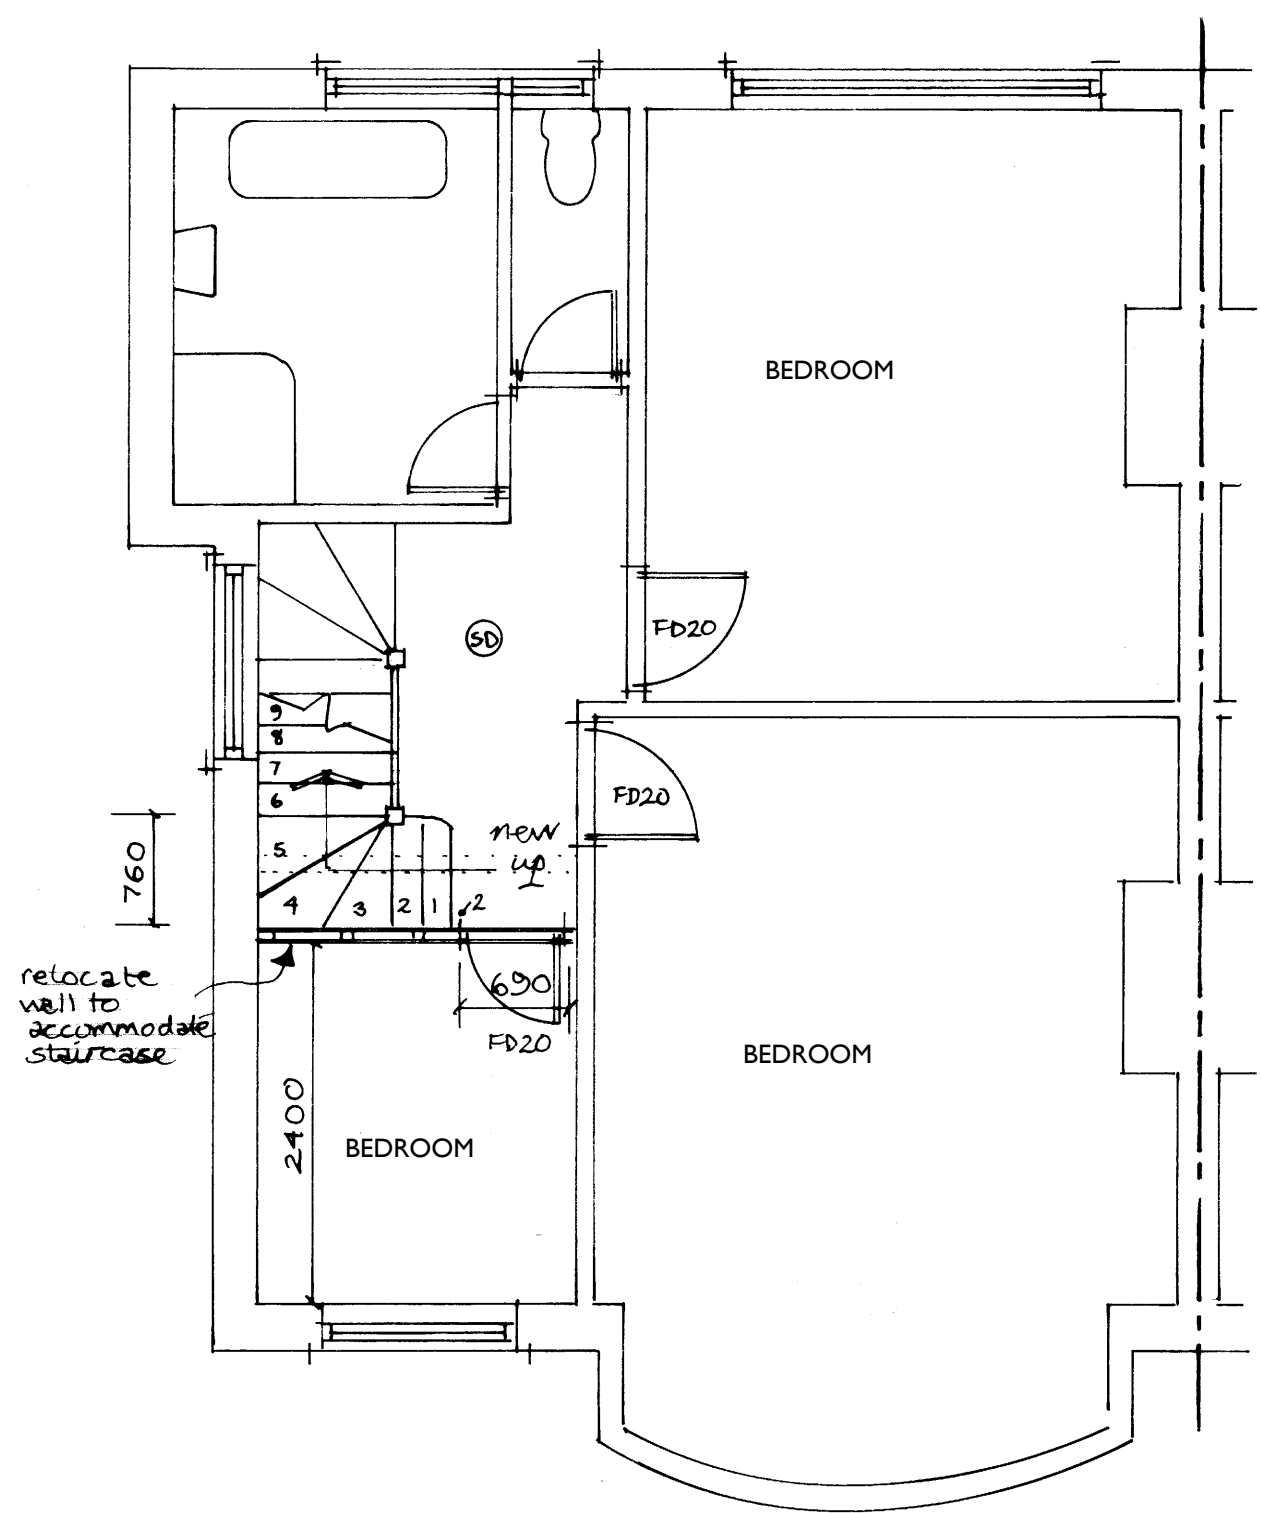 BEDROOM
FD20
SD
9
8
7
6
5
4
3
2
1
2
FD20
new
up
760
relocate
wall to
accommodate
staircase
690
FD20
2400
BEDROOM
BEDROOM